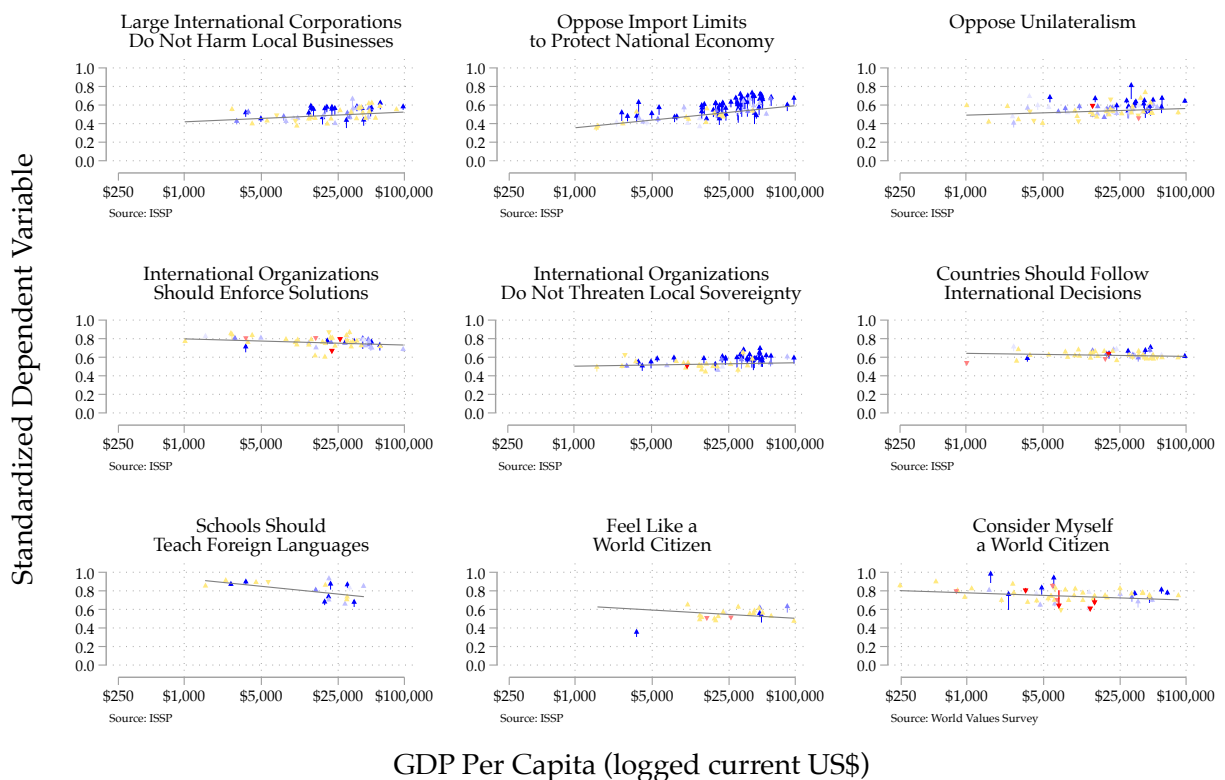 Standardized Dependent Variable
Large International Corporations
Do Not Harm Local Businesses
1.0
0.8
0.6
0.4
0.2
0.0
$250 $1,000 $5,000 $25,000 $100,000
Source: ISSP
Oppose Import Limits
to Protect National Economy
1.0
0.8
0.6
0.4
0.2
0.0
$250 $1,000 $5,000 $25,000 $100,000
Source: ISSP
Oppose Unilateralism
1.0
0.8
0.6
0.4
0.2
0.0
$250 $1,000 $5,000 $25,000 $100,000
Source: ISSP
International Organizations
Should Enforce Solutions
1.0
0.8
0.6
0.4
0.2
0.0
$250 $1,000 $5,000 $25,000 $100,000
Source: ISSP
International Organizations
Do Not Threaten Local Sovereignty
1.0
0.8
0.6
0.4
0.2
0.0
$250 $1,000 $5,000 $25,000 $100,000
Source: ISSP
Countries Should Follow
International Decisions
1.0
0.8
0.6
0.4
0.2
0.0
$250 $1,000 $5,000 $25,000 $100,000
Source: ISSP
Schools Should
Teach Foreign Languages
1.0
0.8
0.6
0.4
0.2
0.0
$250 $1,000 $5,000 $25,000 $100,000
Source: ISSP
Feel Like a
World Citizen
1.0
0.8
0.6
0.4
0.2
0.0
$250 $1,000 $5,000 $25,000 $100,000
Source: ISSP
Consider Myself
a World Citizen
1.0
0.8
0.6
0.4
0.2
0.0
$250 $1,000 $5,000 $25,000 $100,000
Source: World Values Survey
GDP Per Capita (logged current US$)